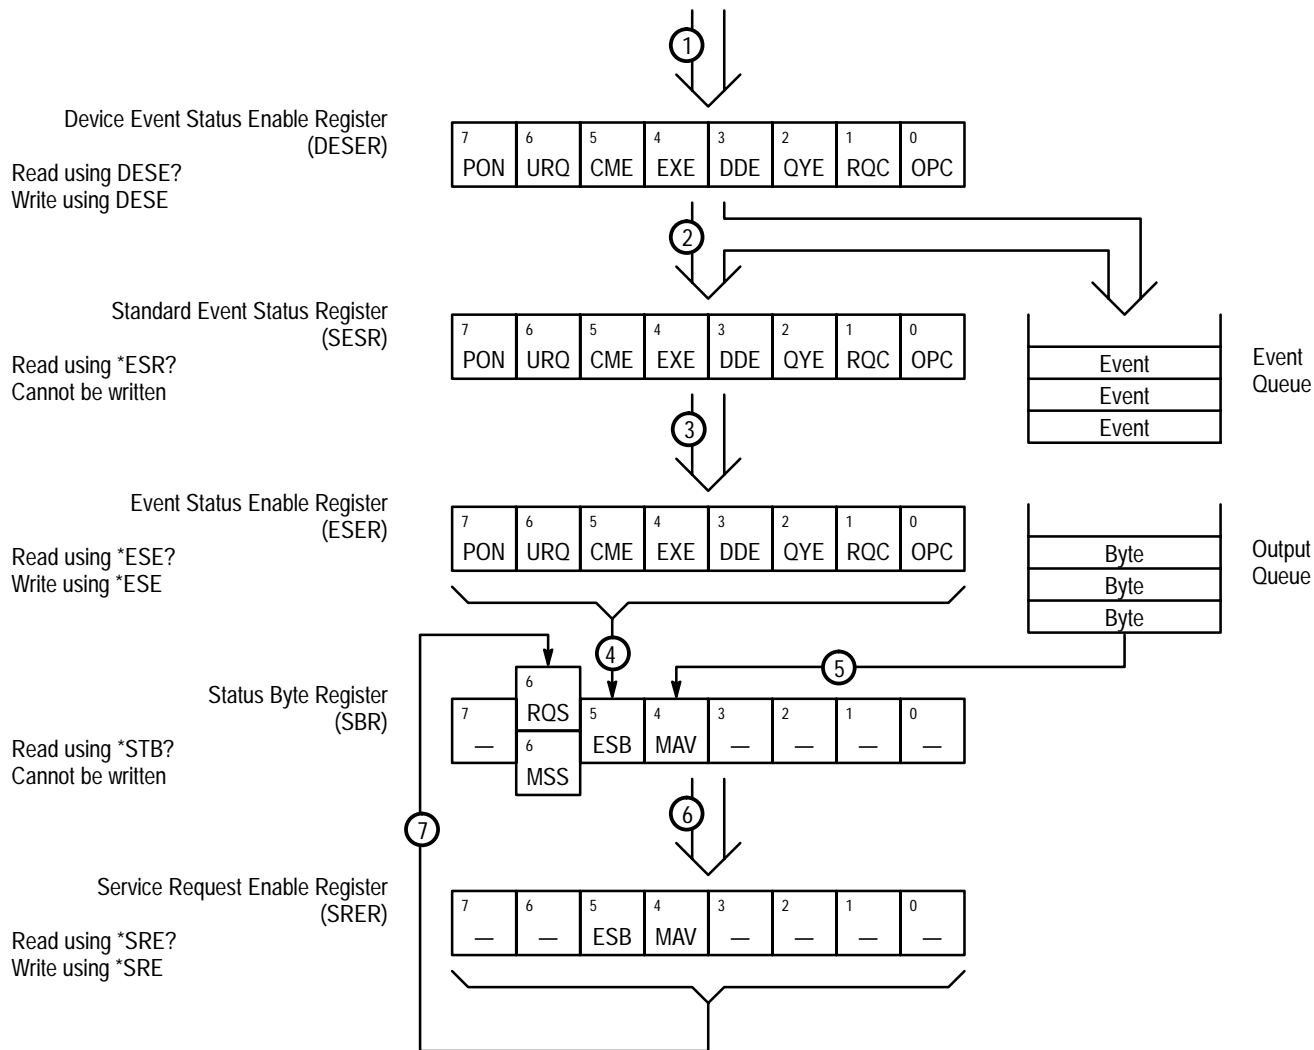 1
Device Event Status Enable Register
(DESER)
Read using DESE?
Write using DESE
7 6 5 4 3 2 1 0
PON URQ CME EXE DDE QYE RQC OPC
2
Standard Event Status Register
(SESR)
Read using *ESR?
Cannot be written
7 6 5 4 3 2 1 0
PON URQ CME EXE DDE QYE RQC OPC
Event
Event
Event
Event
Queue
3
Event Status Enable Register
(ESER)
Read using *ESE?
Write using *ESE
7 6 5 4 3 2 1 0
PON URQ CME EXE DDE QYE RQC OPC
Byte
Byte
Byte
Output
Queue
4
5
Status Byte Register
(SBR)
Read using *STB?
Cannot be written
6
RQS
7 5 4 3 2 1 0
— ESB MAV — — — —
6
MSS
6
7
Service Request Enable Register
(SRER)
Read using *SRE?
Write using *SRE
7 6 5 4 3 2 1 0
— — ESB MAV — — — —